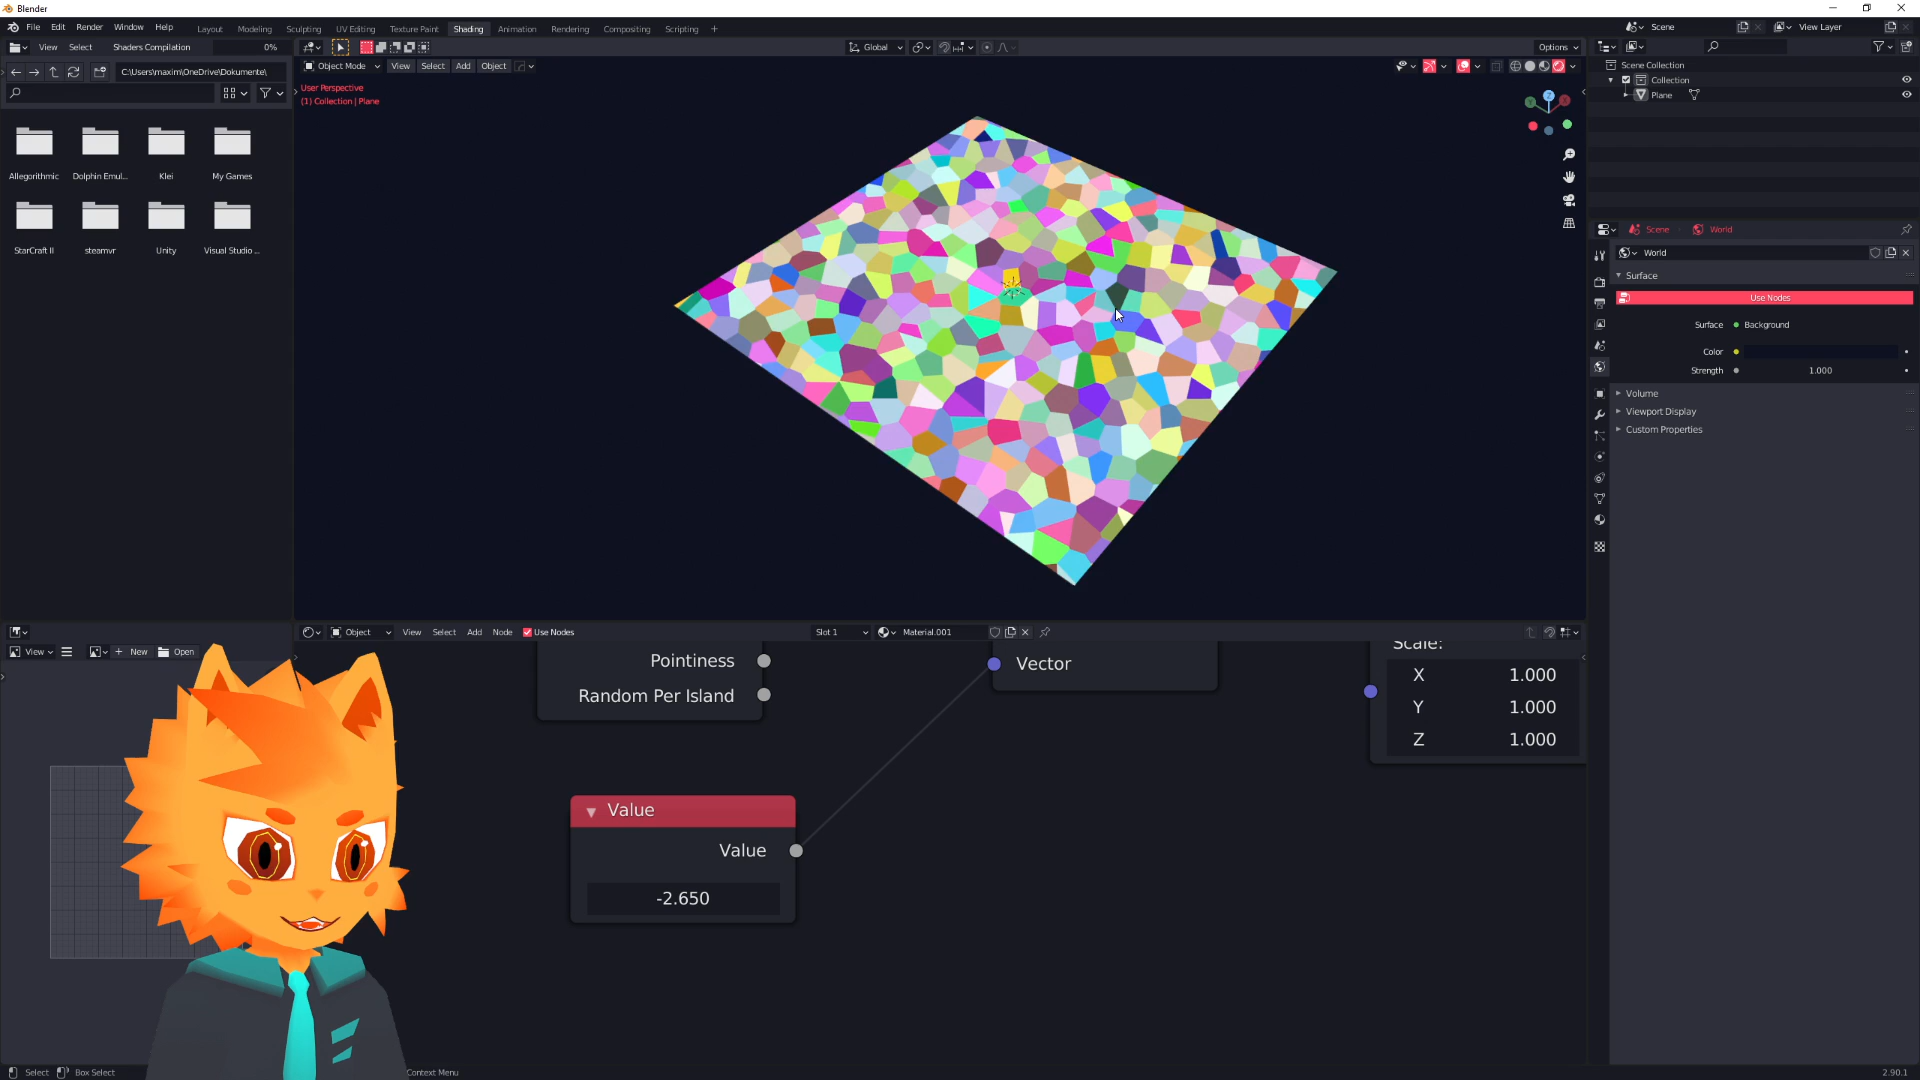 Blender
File Edit Render Window Help Layout Modeling Sculpting UV Editing Texture Paint Shading Animation Rendering Compositing Scripting + Scene View Layer
View Select Shaders Compilation 0% Global Options
C:\Users\maxim\OneDrive\Dokumente\ Object Mode View Select Add Object
User Perspective
(1) Collection | Plane
Allegorithmic Dolphin Emul... Klei My Games
StarCraft II steamvr Unity Visual Studio ...
Scene Collection
Collection
Plane
Scene World
World
Surface
Use Nodes
Surface Background
Color
Strength 1.000
Volume
Viewport Display
Custom Properties
Object View Select Add Node Use Nodes Slot 1 Material.001
View + New Open
Pointiness
Random Per Island
Vector
Scale:
X 1.000
Y 1.000
Z 1.000
Value
Value
-2.650
Select Box Select Context Menu 2.90.1